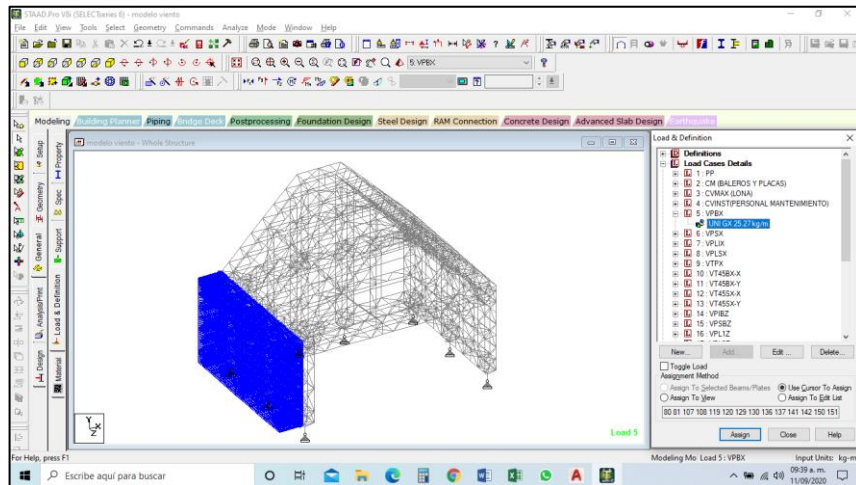 STAAD.Pro V8i (SELECTseries 6) - modelo viento
File Edit View Tools Select Geometry Commands Analyze Mode Window Help
5: VPBX
Modeling Building Planner Piping Bridge Deck Postprocessing Foundation Design Steel Design RAM Connection Concrete Design Advanced Slab Design Earthquake
Setup
Geometry
General
Analysis/Print
Design
Property
Spec
Support
Load & Definition
Material
modelo viento - Whole Structure
Y
X
Z
Load 5
Load & Definition
Definitions
Load Cases Details
1 : PP
2 : CM (BALEROS Y PLACAS)
3 : CVMAX (LONA)
4 : CVINST(PERSONAL MANTENIMIENTO)
5 : VPBX
UNI GX 25.27 kg/m
6 : VPSX
7 : VPLIX
8 : VPLSX
9 : VTPX
10 : VT45BX-X
11 : VT45BX-Y
12 : VT45SX-X
13 : VT45SX-Y
14 : VPIBZ
15 : VPSBZ
16 : VPL1Z
New... Add... Edit ... Delete...
Toggle Load
Assignment Method
Assign To Selected Beams/Plates Use Cursor To Assign
Assign To View Assign To Edit List
80 81 107 108 119 120 129 130 136 137 141 142 150 151
Assign Close Help
For Help, press F1
Modeling Mo Load 5 : VPBX Input Units: kg-m
Escribe aquí para buscar
09:39 a. m.
11/09/2020